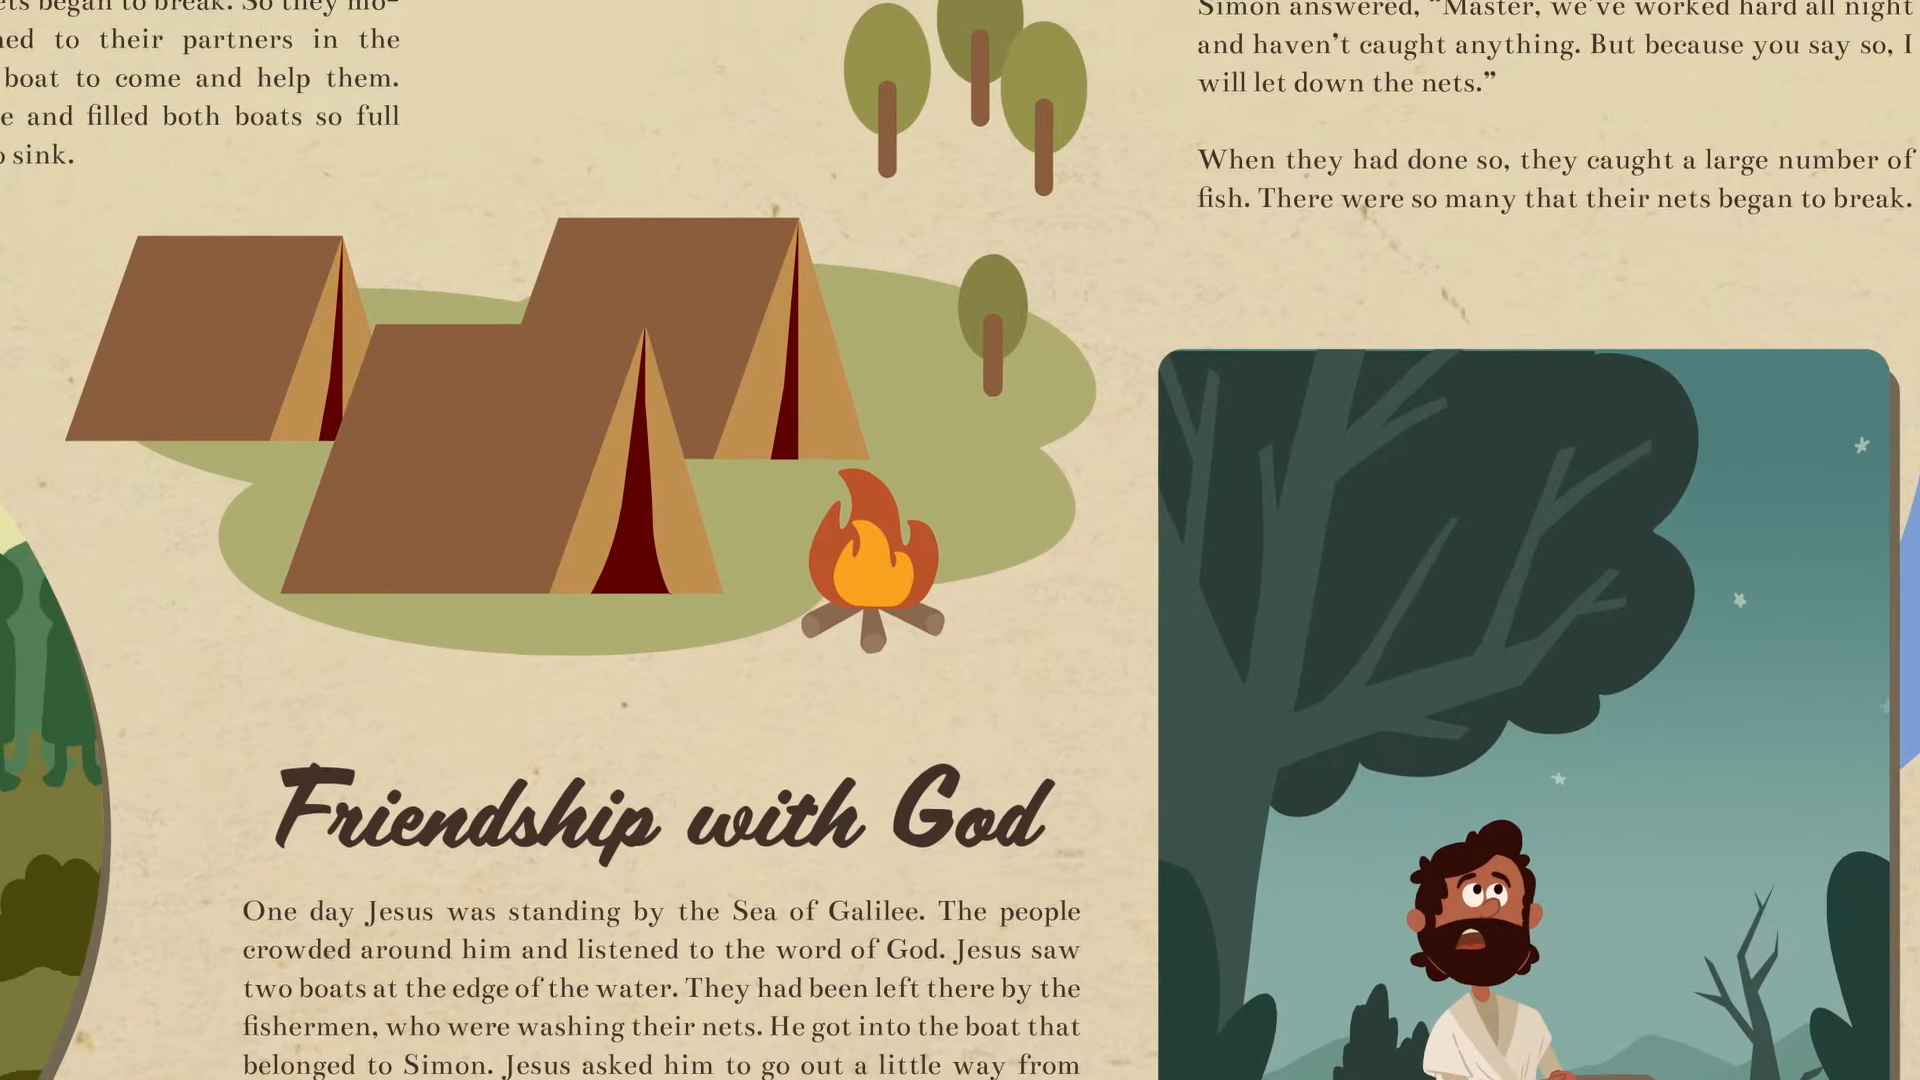 began to break. So they mo-
to their partners in the
boat to come and help them.
and filled both boats so full
sink.
Simon answered, “Master, we’ve worked hard all night
and haven’t caught anything. But because you say so, I
will let down the nets.”
When they had done so, they caught a large number of
fish. There were so many that their nets began to break.
Friendship with God
One day Jesus was standing by the Sea of Galilee. The people
crowded around him and listened to the word of God. Jesus saw
two boats at the edge of the water. They had been left there by the
fishermen, who were washing their nets. He got into the boat that
belonged to Simon. Jesus asked him to go out a little way from